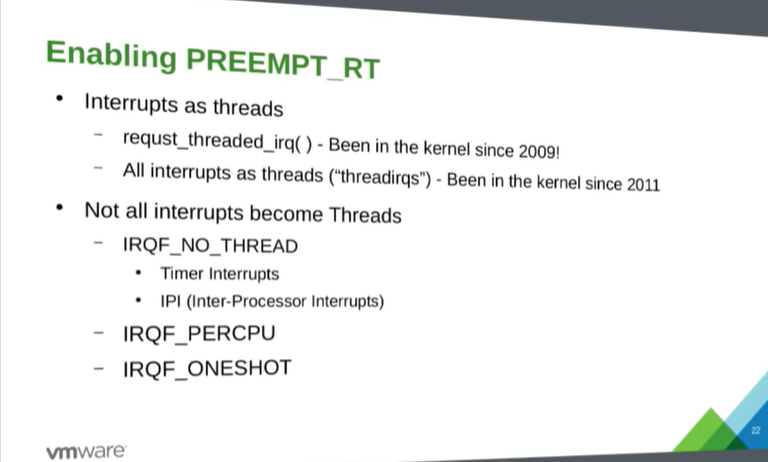 Enabling PREEMPT_RT
• Interrupts as threads
– requst_threaded_irq( ) - Been in the kernel since 2009!
– All interrupts as threads (“threadirqs”) - Been in the kernel since 2011
• Not all interrupts become Threads
– IRQF_NO_THREAD
• Timer Interrupts
• IPI (Inter-Processor Interrupts)
– IRQF_PERCPU
– IRQF_ONESHOT
vmware
22